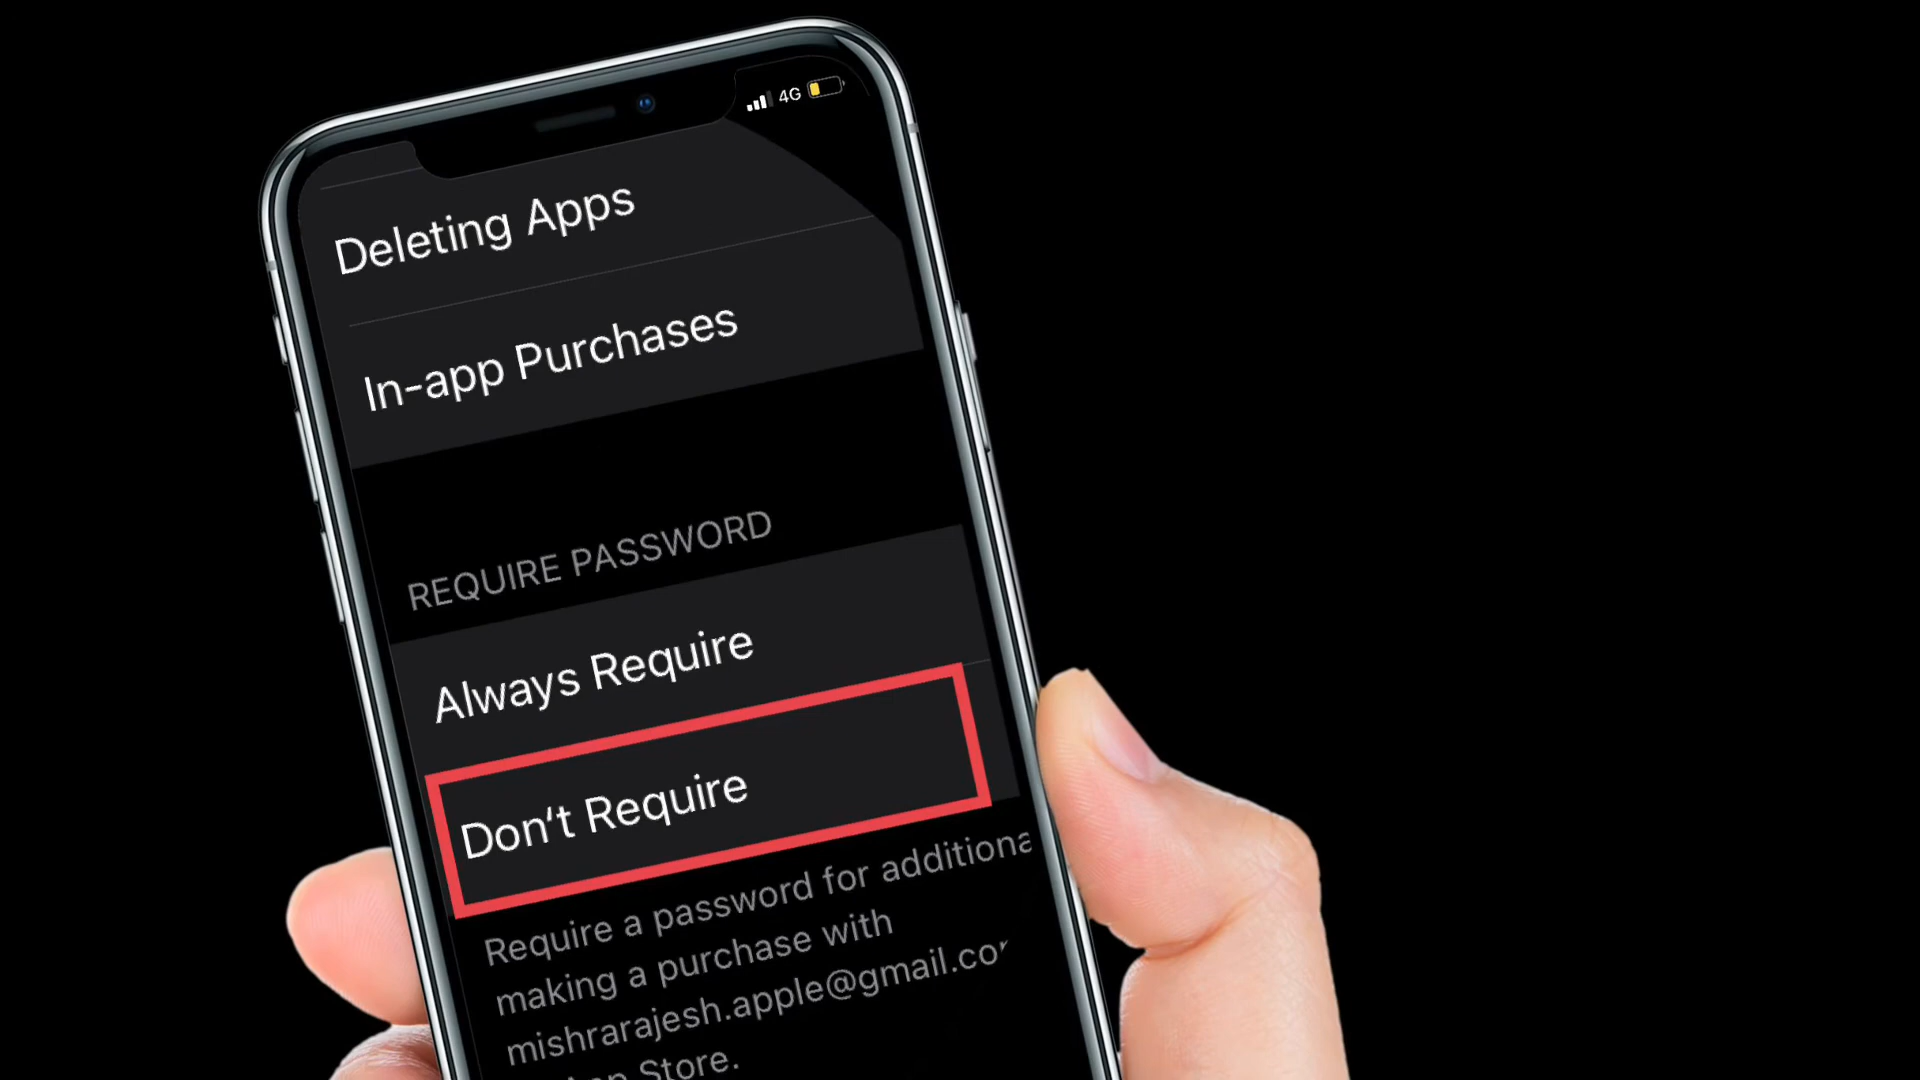 4G
Deleting Apps
In-app Purchases
REQUIRE PASSWORD
Always Require
Don't Require
Require a password for
making a purchase with
mishrarajesh.apple@gmail.co
Store.